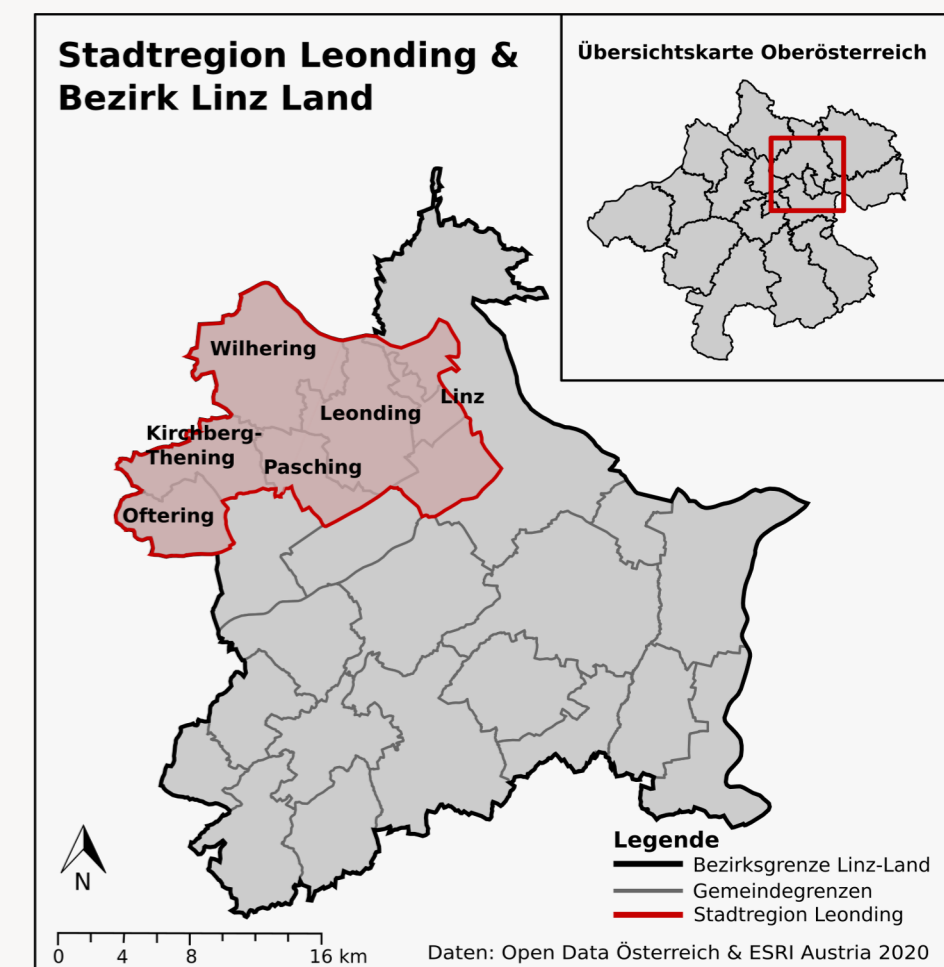 Stadtregion Leonding &
Bezirk Linz Land
Übersichtskarte Oberösterreich
Wilhering
Linz
Leonding
Kirchberg-
Thening
Pasching
Oftering
Legende
Bezirksgrenze Linz-Land
Gemeindegrenzen
Stadtregion Leonding
N
0 4 8 16 km
Daten: Open Data Österreich & ESRI Austria 2020